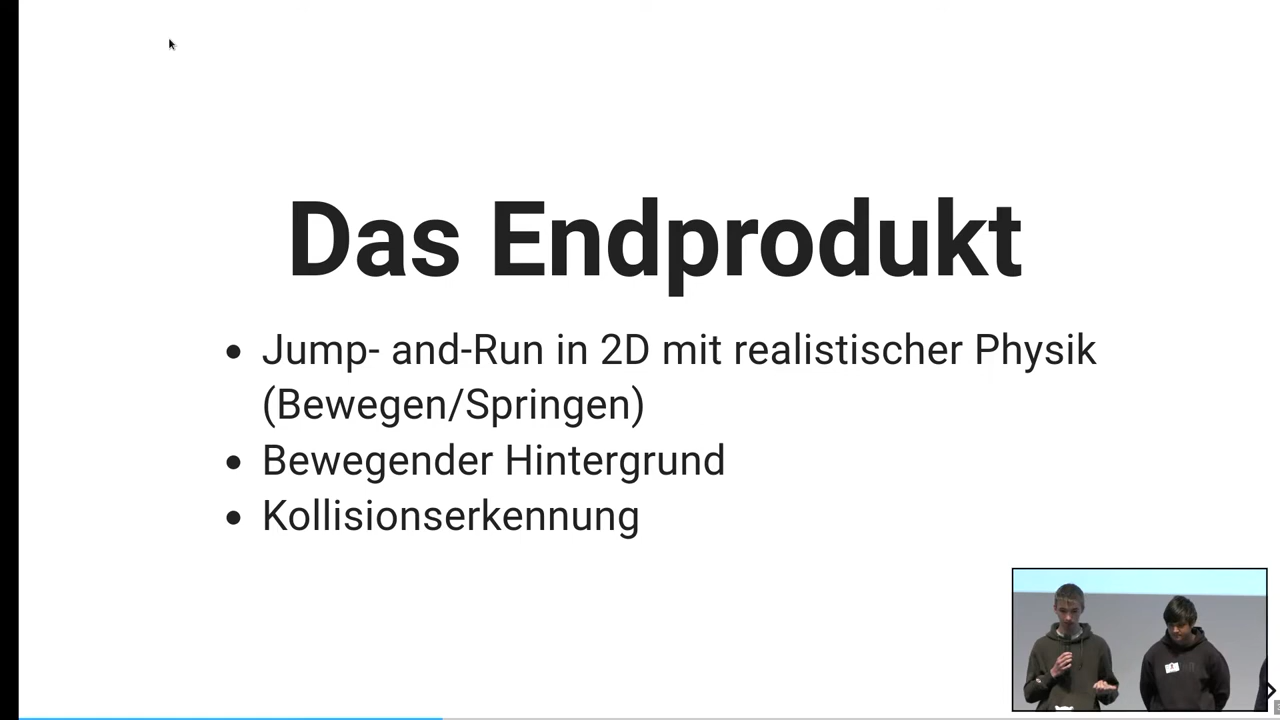 Das Endprodukt
Jump- and-Run in 2D mit realistischer Physik
(Bewegen/Springen)
Bewegender Hintergrund
Kollisionserkennung